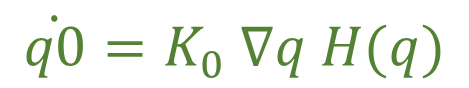 q̇0 = K₀ ∇q H(q)